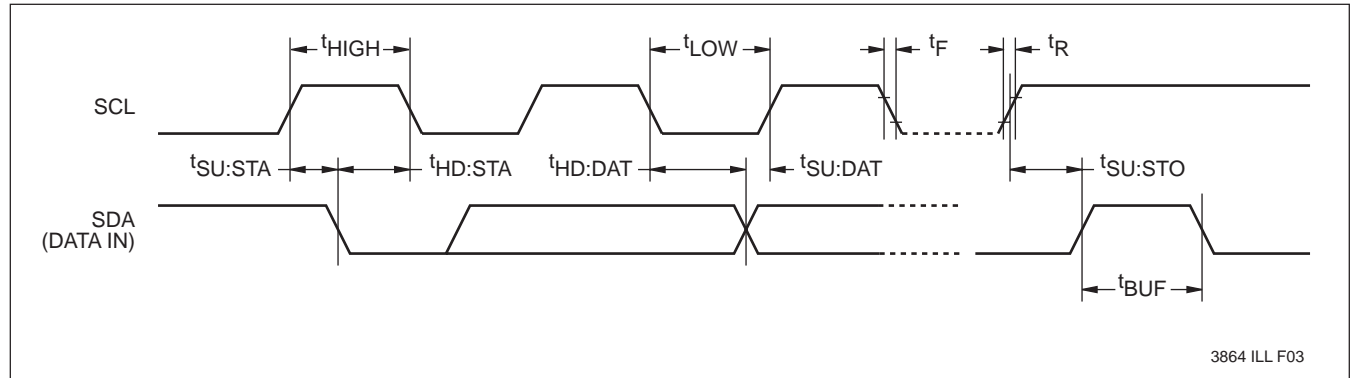 tHIGH tLOW tF tR
SCL
tSU:STA tHD:STA tHD:DAT tSU:DAT tSU:STO
SDA
(DATA IN)
tBUF
3864 ILL F03